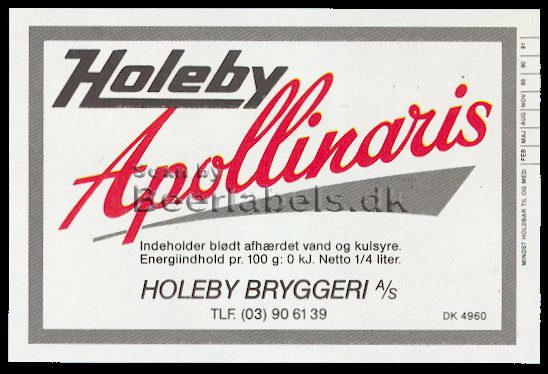 Holeby
Apollinaris
Scan by
Beerlabels.dk
Indeholder blødt afhærdet vand og kulsyre.
Energiindhold pr. 100 g: 0 kJ. Netto 1/4 liter.
HOLEBY BRYGGERI A/S
TLF. (03) 90 61 39
DK 4960
MINDST HOLDBAR TIL OG MED: FEB MAJ AUG NOV 89 90 91